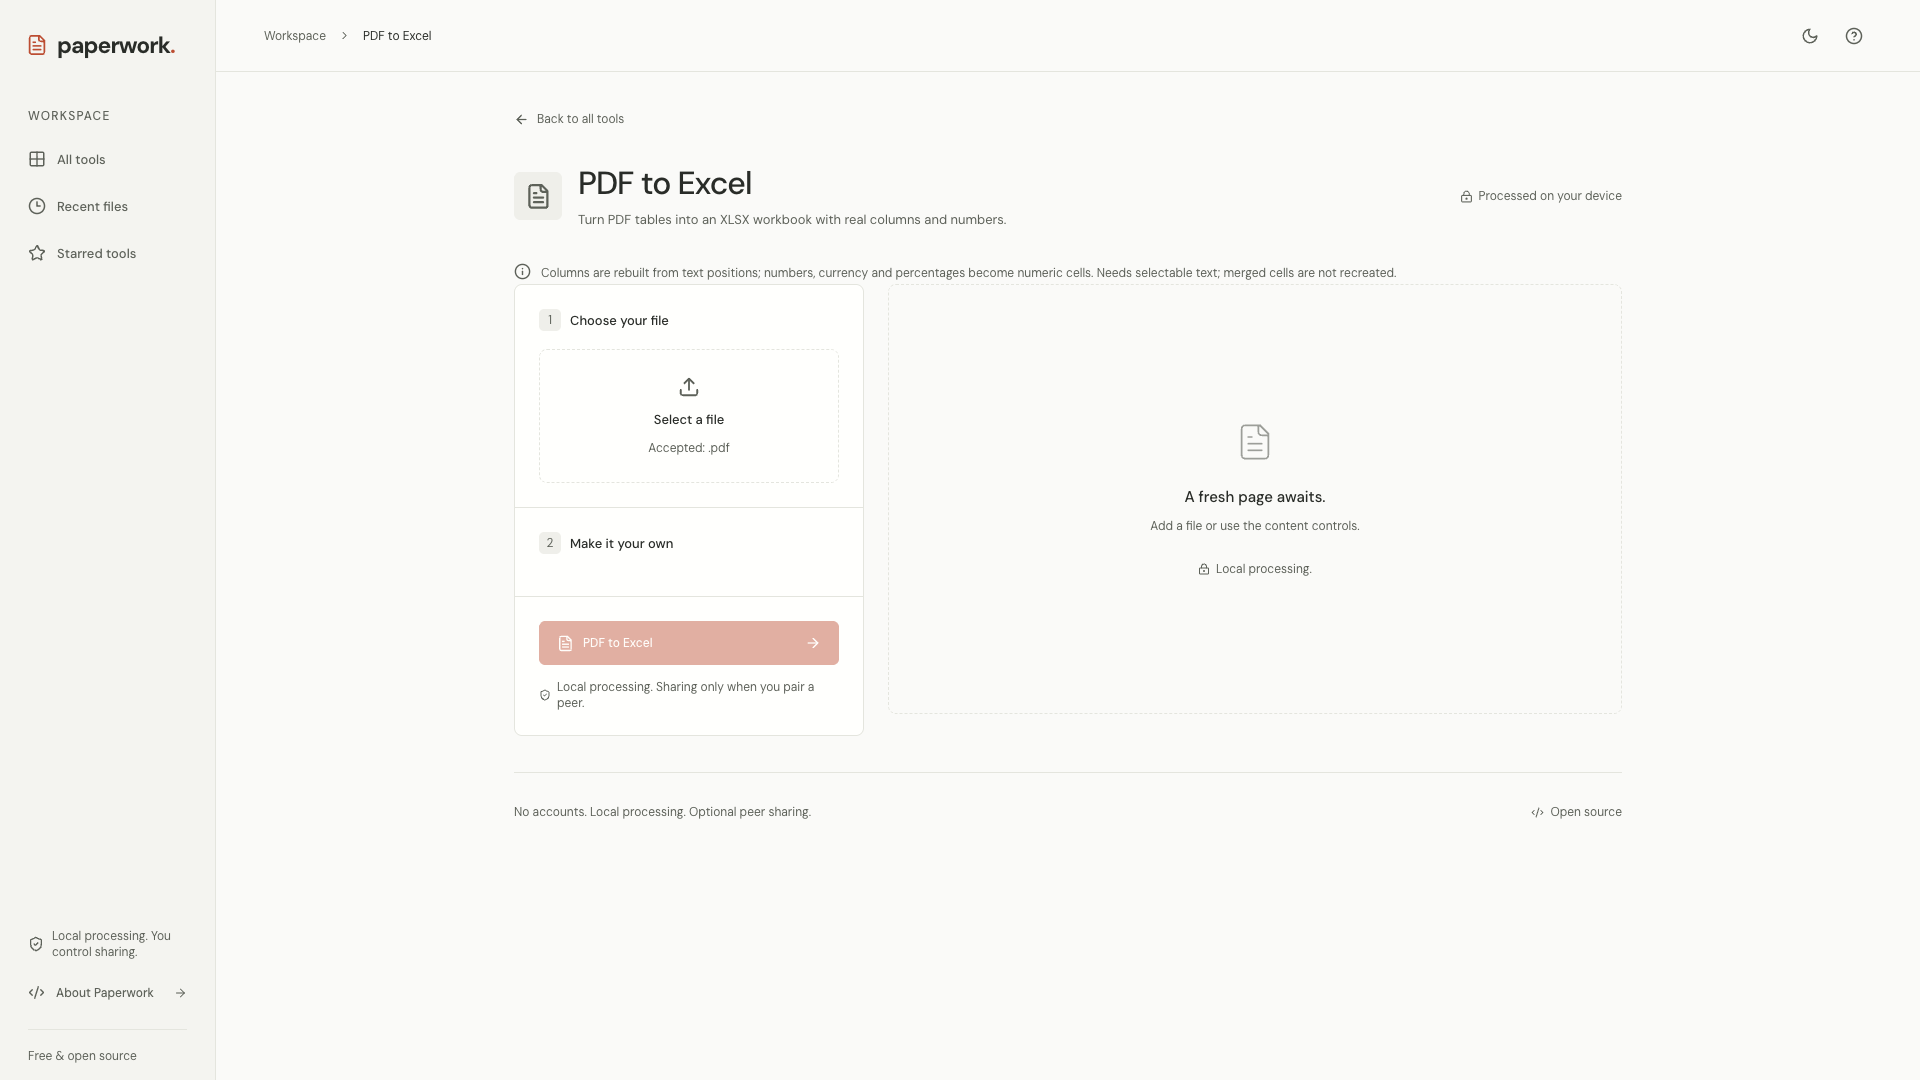 paperwork.
WORKSPACE
All tools
Recent files
Starred tools
Local processing. You
control sharing.
About Paperwork
Free & open source
Workspace
PDF to Excel
Back to all tools
PDF to Excel
Turn PDF tables into an XLSX workbook with real columns and numbers.
Processed on your device
Columns are rebuilt from text positions; numbers, currency and percentages become numeric cells. Needs selectable text; merged cells are not recreated.
1 Choose your file
Select a file
Accepted: .pdf
2 Make it your own
PDF to Excel
Local processing. Sharing only when you pair a
peer.
A fresh page awaits.
Add a file or use the content controls.
Local processing.
No accounts. Local processing. Optional peer sharing.
Open source